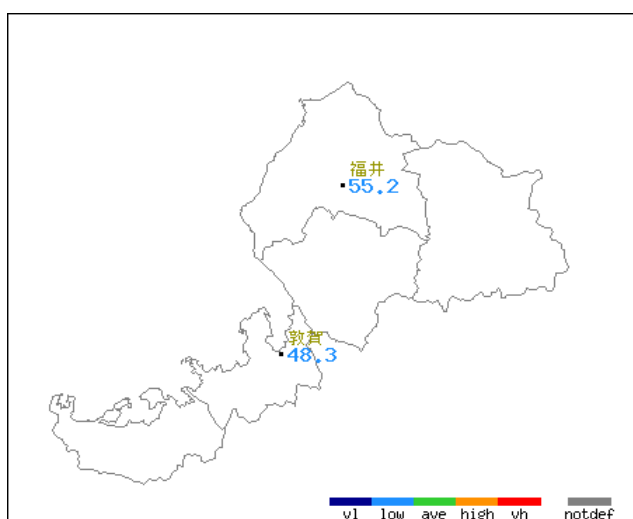 福井
55.2
敦賀
48.3
vl low ave high vh notdef